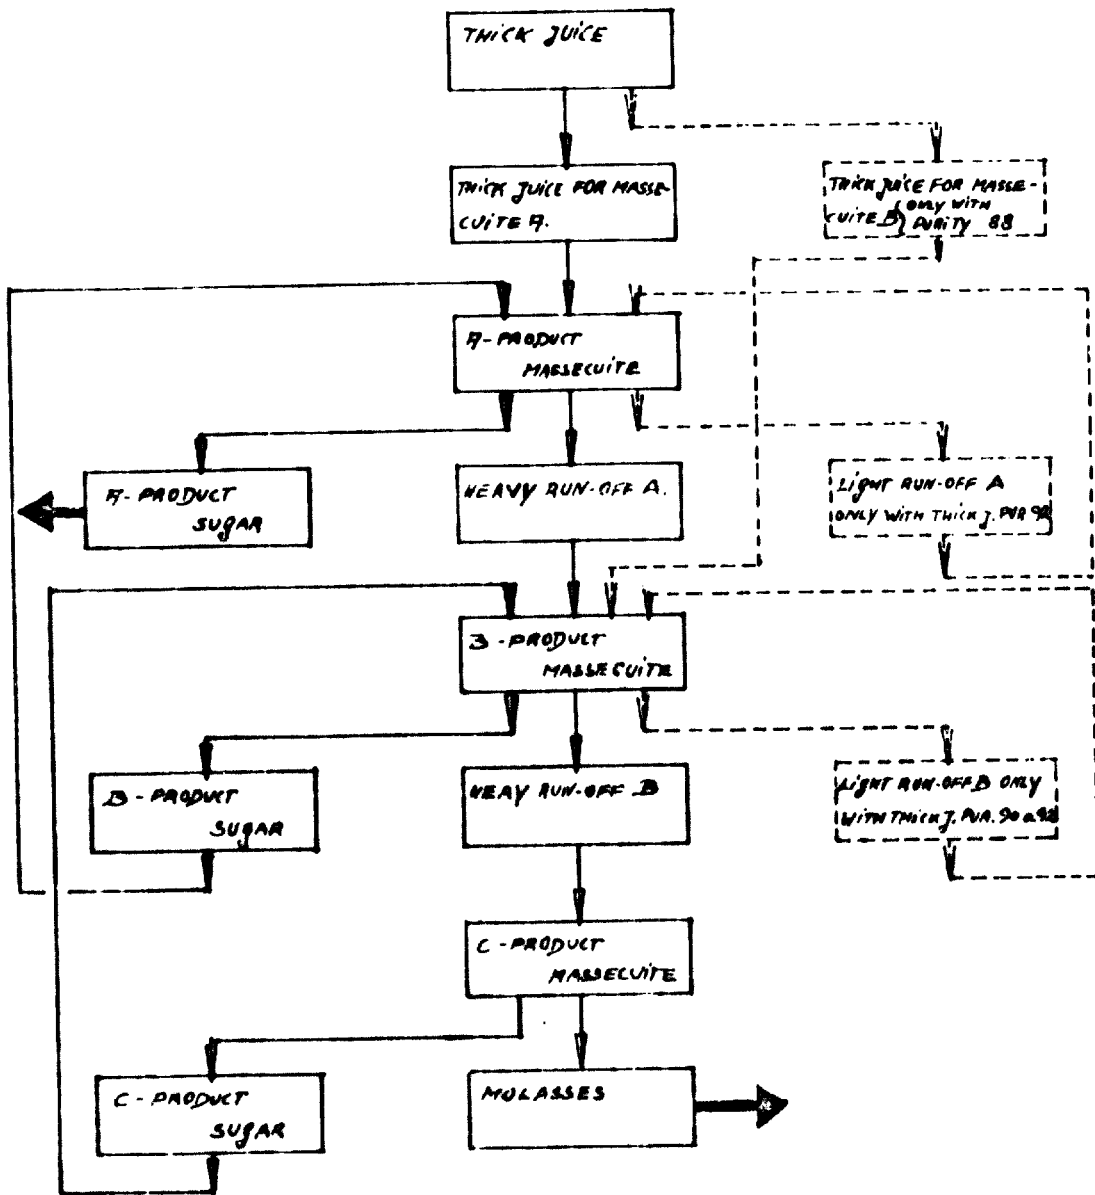 THICK JUICE
THICK JUICE FOR MASSE-
CUITE A.
THICK JUICE FOR MASSE-
CUITE B (ONLY WITH
PURITY 88
A-PRODUCT
MASSECUITE
A-PRODUCT
SUGAR
HEAVY RUN-OFF A.
LIGHT RUN-OFF A
ONLY WITH THICK J. PUR 92
B-PRODUCT
MASSECUITE
B-PRODUCT
SUGAR
HEAY RUN-OFF B
LIGHT RUN-OFF B ONLY
WITH THICK J. PUR. 90 a 92
C-PRODUCT
MASSECUITE
C-PRODUCT
SUGAR
MOLASSES